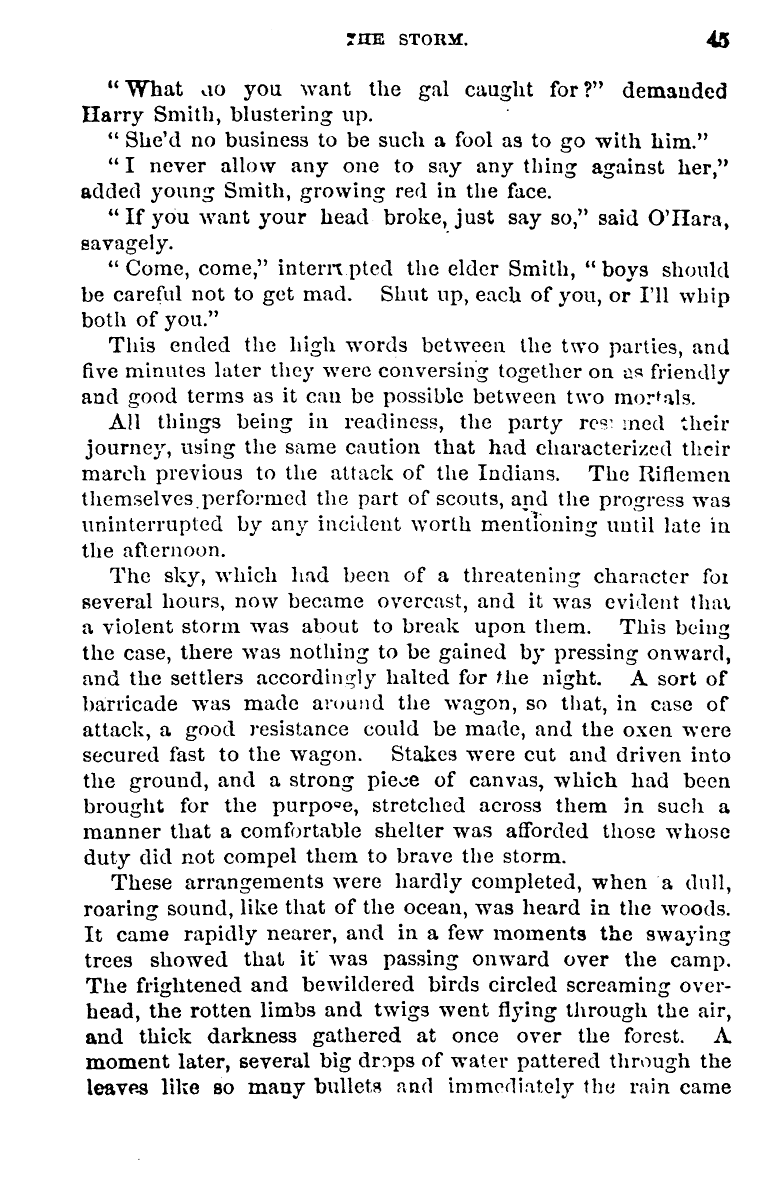 THE STORM. 45
“What do you want the gal caught for?” demanded
Harry Smith, blustering up.
“She’d no business to be such a fool as to go with him.”
“I never allow any one to say any thing against her,”
added young Smith, growing red in the face.
“If you want your head broke, just say so,” said O’Hara,
savagely.
“Come, come,” interrupted the elder Smith, “boys should
be careful not to get mad. Shut up, each of you, or I’ll whip
both of you.”
This ended the high words between the two parties, and
five minutes later they were conversing together on as friendly
and good terms as it can be possible between two mortals.
All things being in readiness, the party resumed their
journey, using the same caution that had characterized their
march previous to the attack of the Indians. The Riflemen
themselves performed the part of scouts, and the progress was
uninterrupted by any incident worth mentioning until late in
the afternoon.
The sky, which had been of a threatening character for
several hours, now became overcast, and it was evident that
a violent storm was about to break upon them. This being
the case, there was nothing to be gained by pressing onward,
and the settlers accordingly halted for the night. A sort of
barricade was made around the wagon, so that, in case of
attack, a good resistance could be made, and the oxen were
secured fast to the wagon. Stakes were cut and driven into
the ground, and a strong piece of canvas, which had been
brought for the purpose, stretched across them in such a
manner that a comfortable shelter was afforded those whose
duty did not compel them to brave the storm.
These arrangements were hardly completed, when a dull,
roaring sound, like that of the ocean, was heard in the woods.
It came rapidly nearer, and in a few moments the swaying
trees showed that it was passing onward over the camp.
The frightened and bewildered birds circled screaming over-
head, the rotten limbs and twigs went flying through the air,
and thick darkness gathered at once over the forest. A
moment later, several big drops of water pattered through the
leaves like so many bullets and immediately the rain came